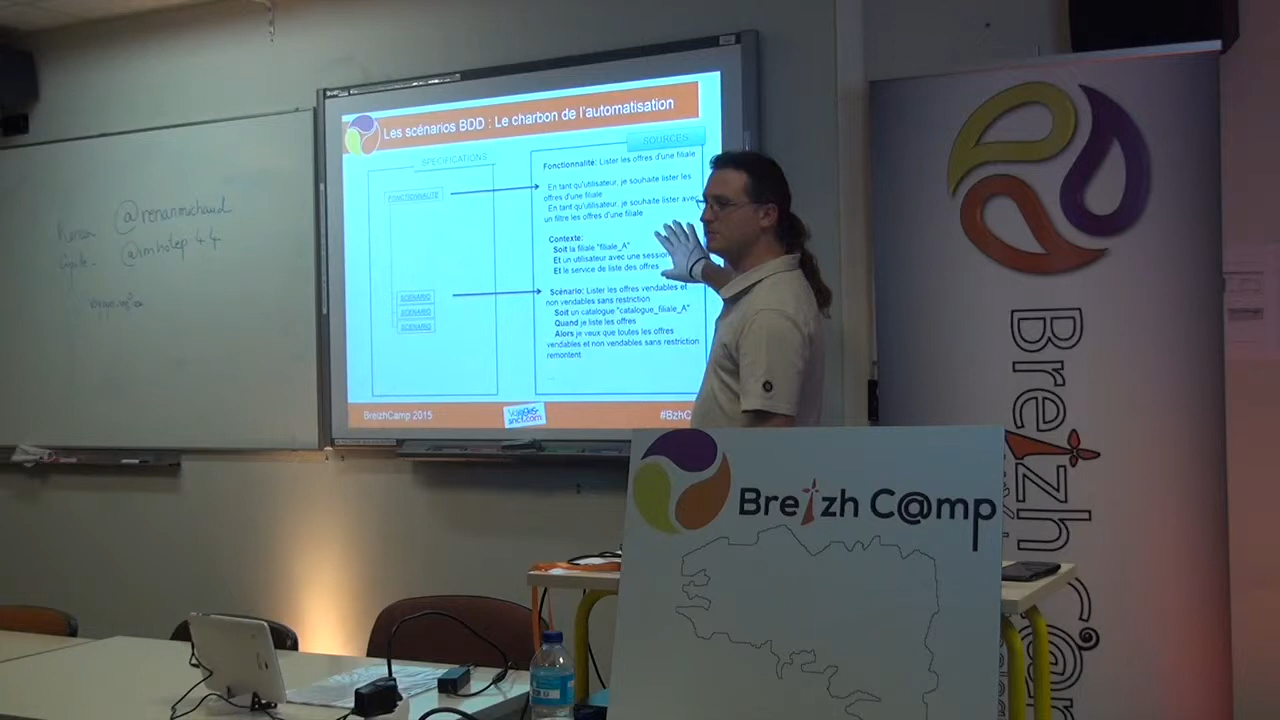 Renan @renanmichaud
@imhotep44
Les scénarios BDD : Le charbon de l'automatisation
SPECIFICATIONS
FONCTIONNALITE
SCENARIO
SCENARIO
SCENARIO
SOURCES
Fonctionnalité: Lister les offres d'une filiale
En tant qu'utilisateur, je souhaite lister les
offres d'une filiale
En tant qu'utilisateur, je souhaite lister avec
un filtre les offres d'une filiale
Contexte:
Soit la filiale "filiale_A"
Et un utilisateur avec une session
Et le service de liste des offres
Scénario: Lister les offres vendables et
non vendables sans restriction
Soit un catalogue "catalogue_filiale_A"
Quand je liste les offres
Alors je veux que toutes les offres
vendables et non vendables sans restriction
remontent
BreizhCamp 2015
Voyages-
sncf.com
#BzhC
Breizh C@mp
Breizh C@m